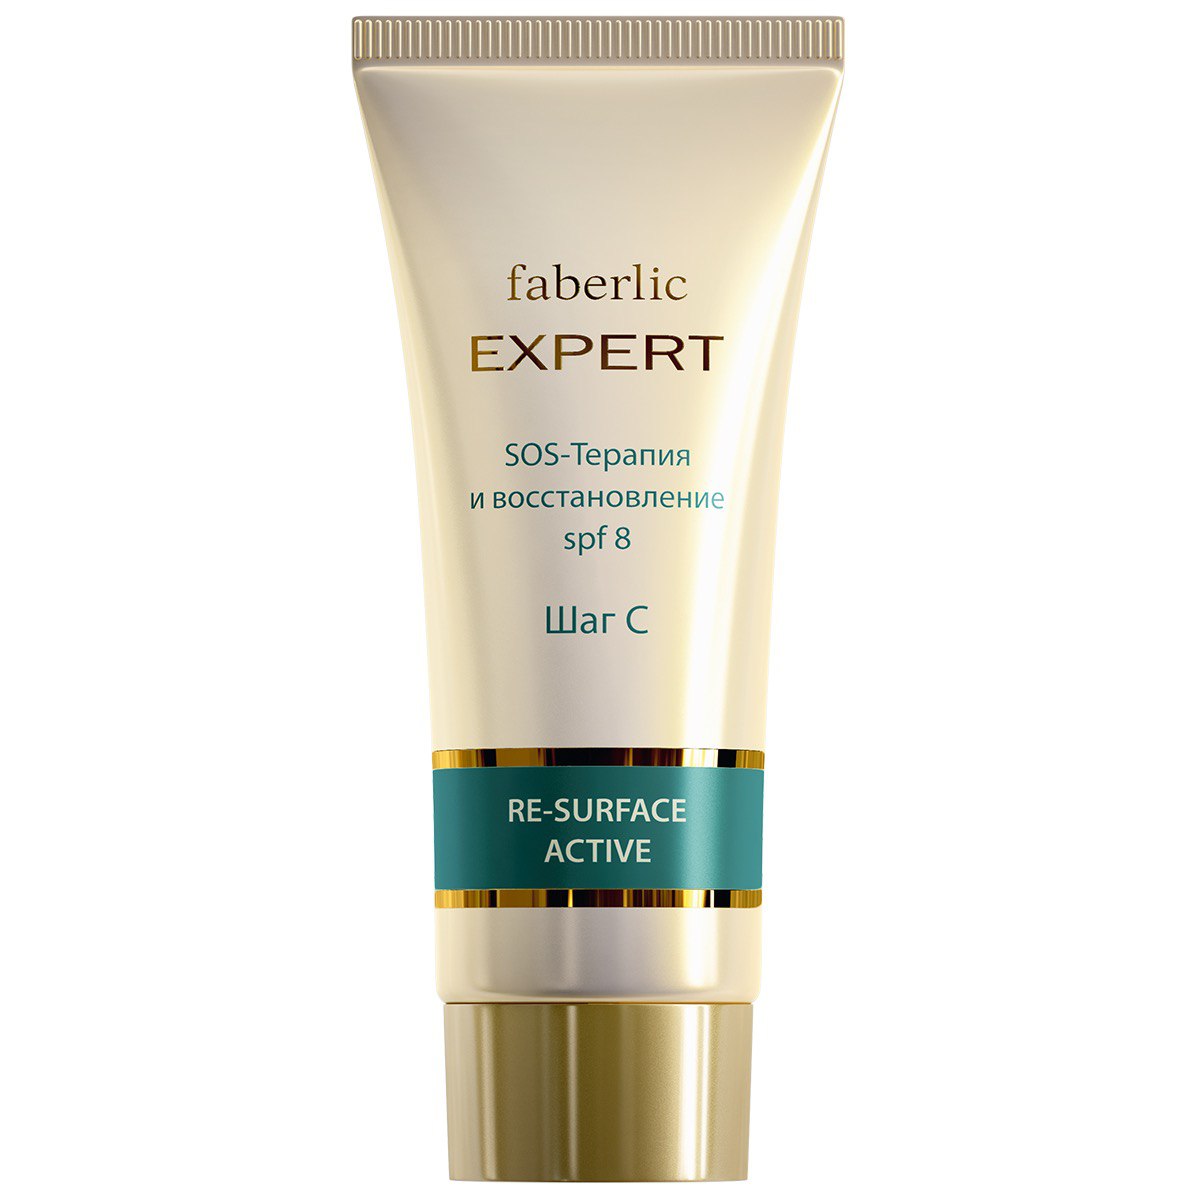 faberlic
EXPERT
SOS-Терапия
и восстановление
spf 8
Шаг С
RE-SURFACE
ACTIVE